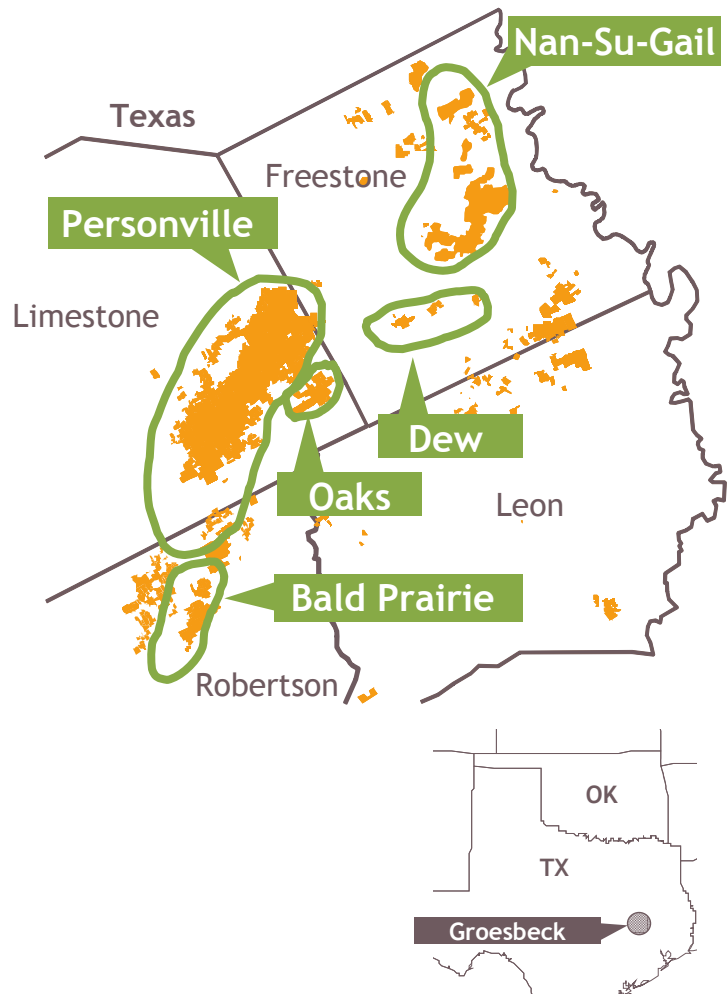 Nan-Su-Gail
Texas
Freestone
Personville
Limestone
Dew
Oaks
Leon
Bald Prairie
Robertson
OK
TX
Groesbeck